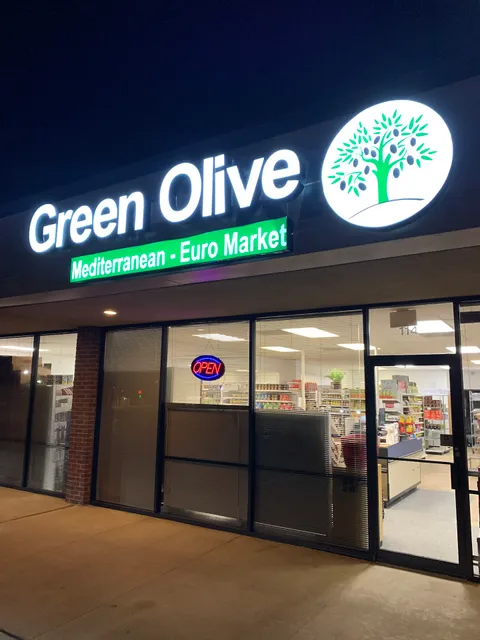 Green Olive
Mediterranean - Euro Market
OPEN